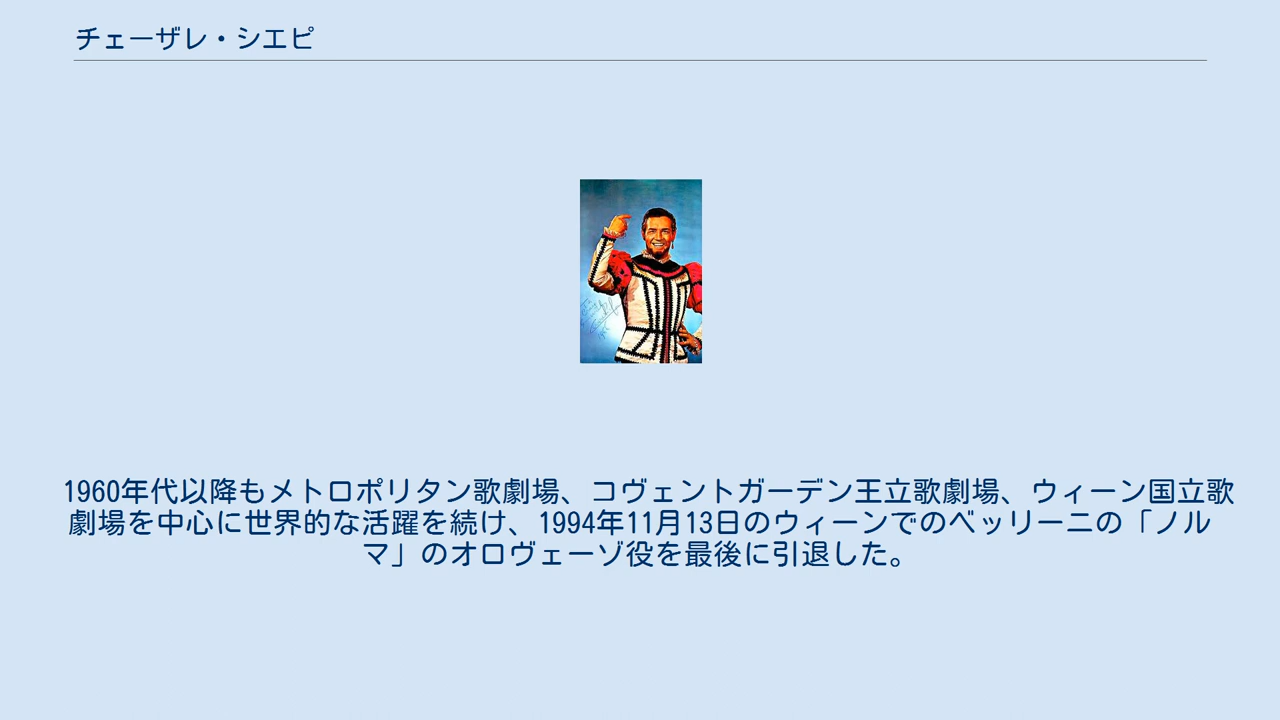 チェーザレ・シエピ
1960年代以降もメトロポリタン歌劇場、コヴェントガーデン王立歌劇場、ウィーン国立歌
劇場を中心に世界的な活躍を続け、1994年11月13日のウィーンでのベッリーニの「ノル
マ」のオロヴェーゾ役を最後に引退した。